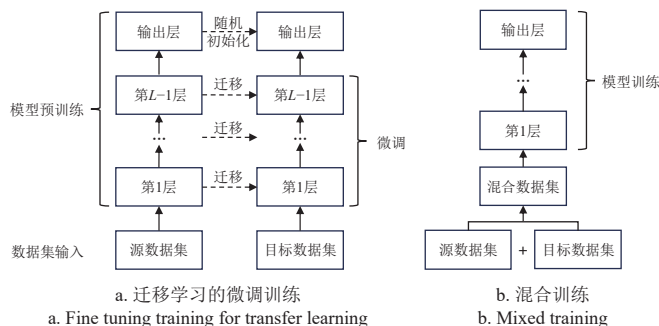 输出层
随机
初始化
输出层
第L−1层
迁移
第L−1层
模型预训练
...
迁移
...
微调
第1层
迁移
第1层
数据集输入
源数据集
目标数据集
a. 迁移学习的微调训练
a. Fine tuning training for transfer learning
输出层
...
模型训练
第1层
混合数据集
源数据集 + 目标数据集
b. 混合训练
b. Mixed training